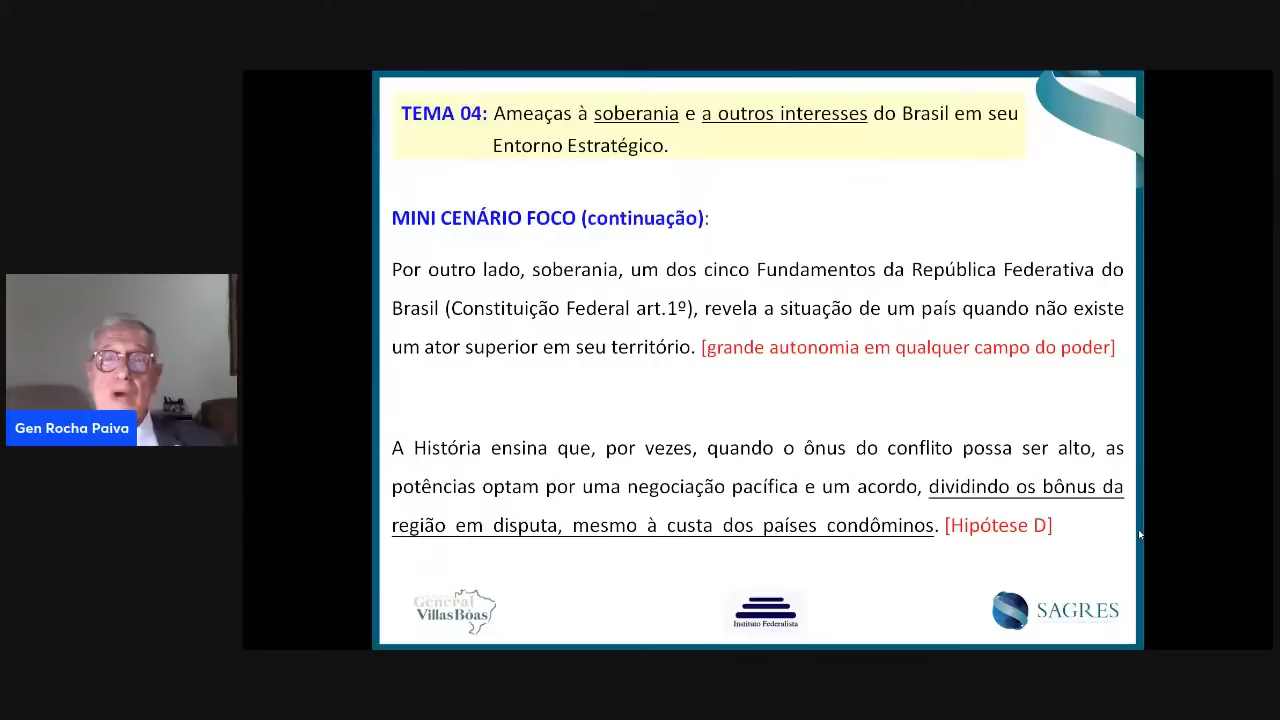 TEMA 04: Ameaças à soberania e a outros interesses do Brasil em seu
Entorno Estratégico.
MINI CENÁRIO FOCO (continuação):
Por outro lado, soberania, um dos cinco Fundamentos da República Federativa do
Brasil (Constituição Federal art.1º), revela a situação de um país quando não existe
um ator superior em seu território. [grande autonomia em qualquer campo do poder]
A História ensina que, por vezes, quando o ônus do conflito possa ser alto, as
potências optam por uma negociação pacífica e um acordo, dividindo os bônus da
região em disputa, mesmo à custa dos países condôminos. [Hipótese D]
Gen Rocha Paiva
General
Villas Bôas
Instituto Federalista
SAGRES